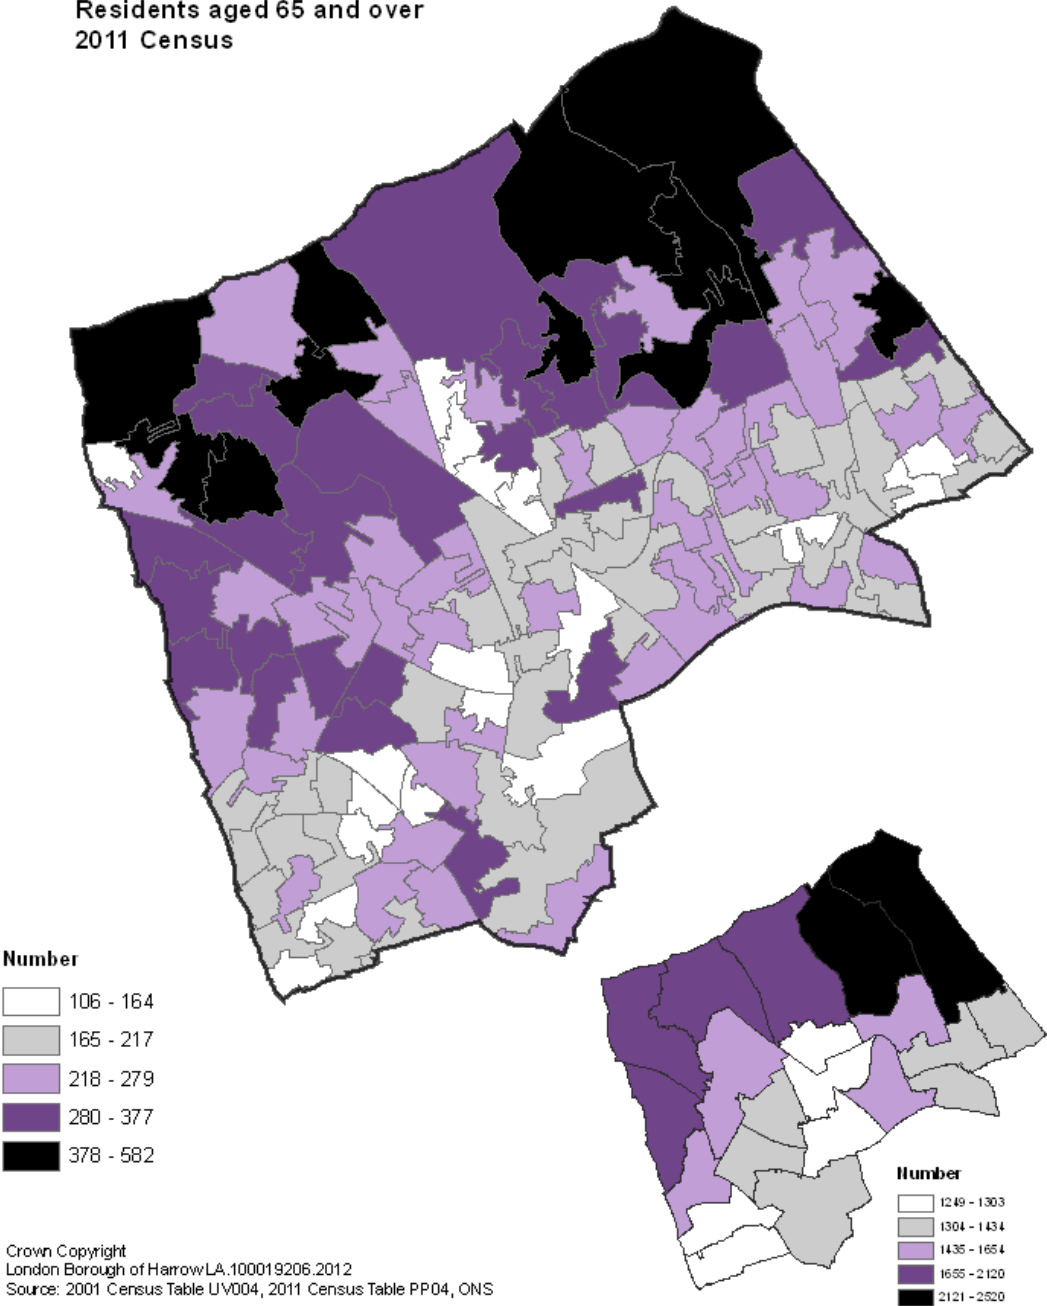 Residents aged 65 and over
2011 Census
Number
106 - 164
165 - 217
218 - 279
280 - 377
378 - 582
Number
1249 - 1303
1304 - 1434
1435 - 1654
1655 - 2120
2121 - 2520
Crown Copyright
London Borough of Harrow LA.100019206.2012
Source: 2001 Census Table UV004, 2011 Census Table PP04, ONS